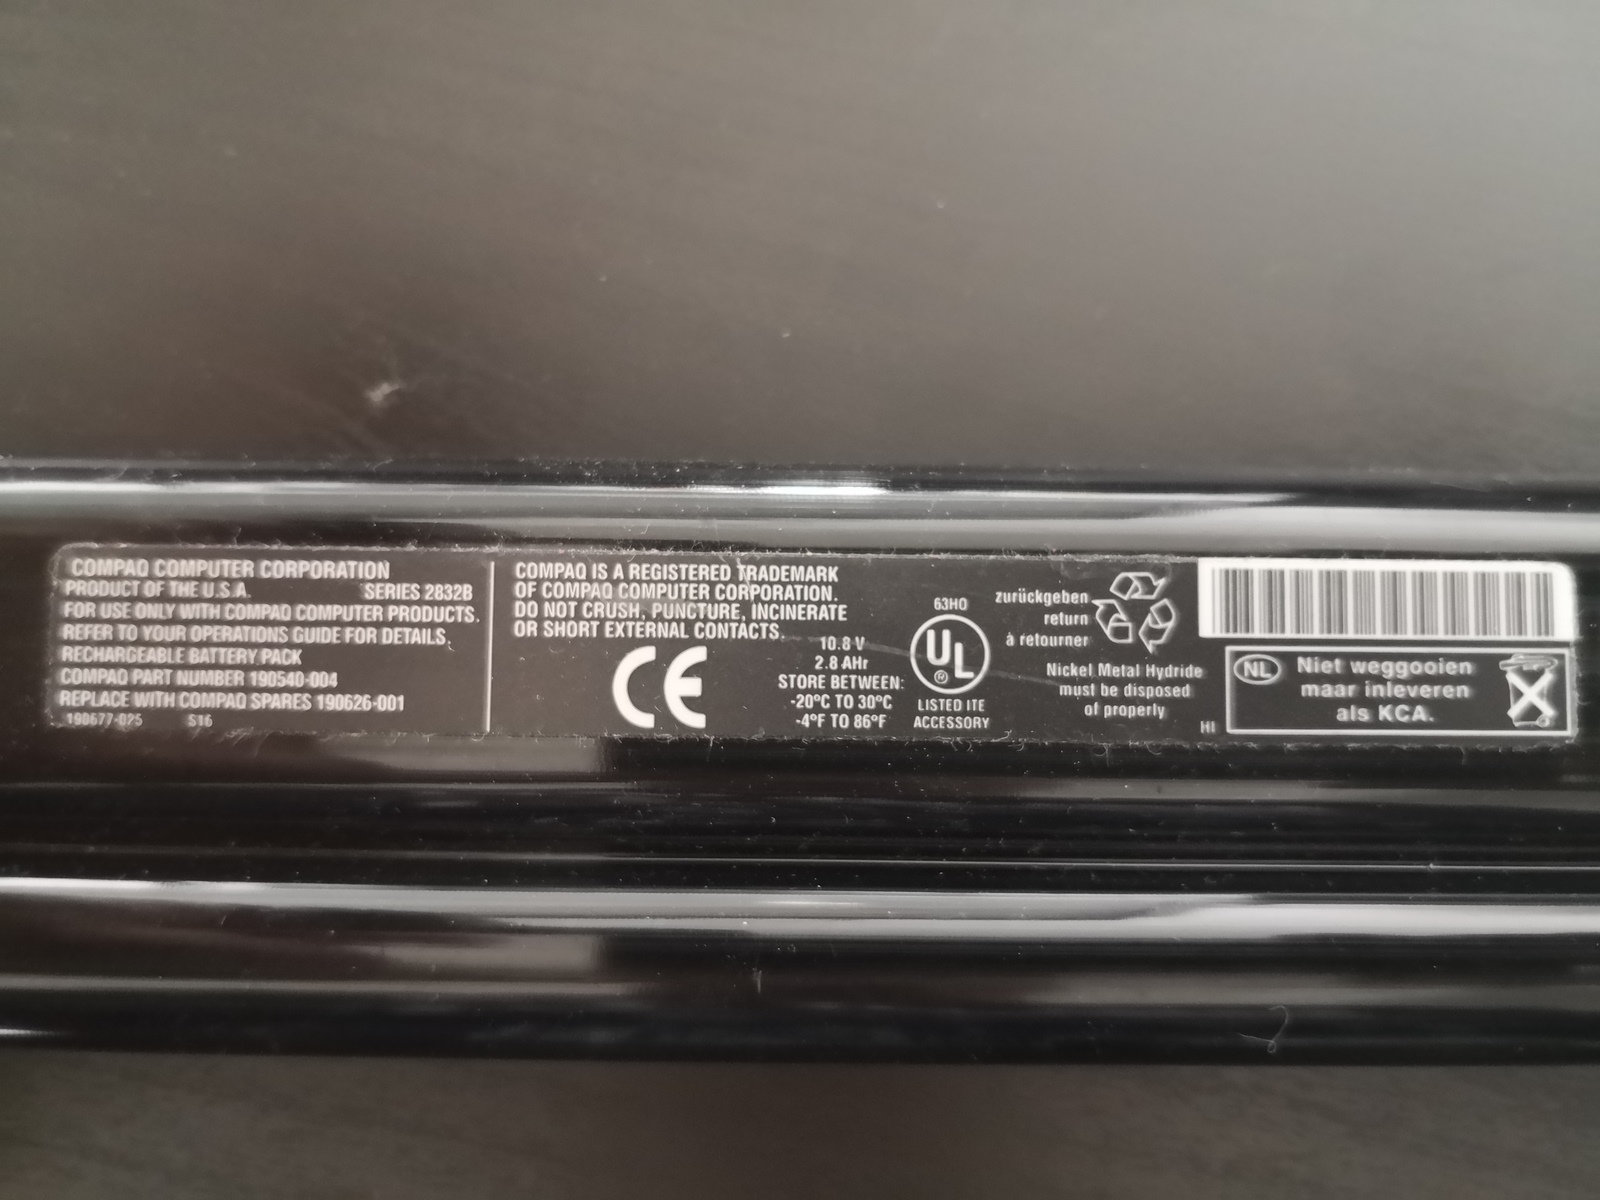 COMPAQ COMPUTER CORPORATION
PRODUCT OF THE U.S.A. SERIES 2832B
FOR USE ONLY WITH COMPAQ COMPUTER PRODUCTS.
REFER TO YOUR OPERATIONS GUIDE FOR DETAILS.
RECHARGEABLE BATTERY PACK
COMPAQ PART NUMBER 190540-004
REPLACE WITH COMPAQ SPARES 190626-001
190677-025 S16
COMPAQ IS A REGISTERED TRADEMARK
OF COMPAQ COMPUTER CORPORATION.
DO NOT CRUSH, PUNCTURE, INCINERATE
OR SHORT EXTERNAL CONTACTS.
CE
10.8 V
2.8 AHr
STORE BETWEEN:
-20°C TO 30°C
-4°F TO 86°F
63H0
UL
®
LISTED ITE
ACCESSORY
zurückgeben
return
à retourner
Nickel Metal Hydride
must be disposed
of properly
HI
NL
Niet weggooien
maar inleveren
als KCA.